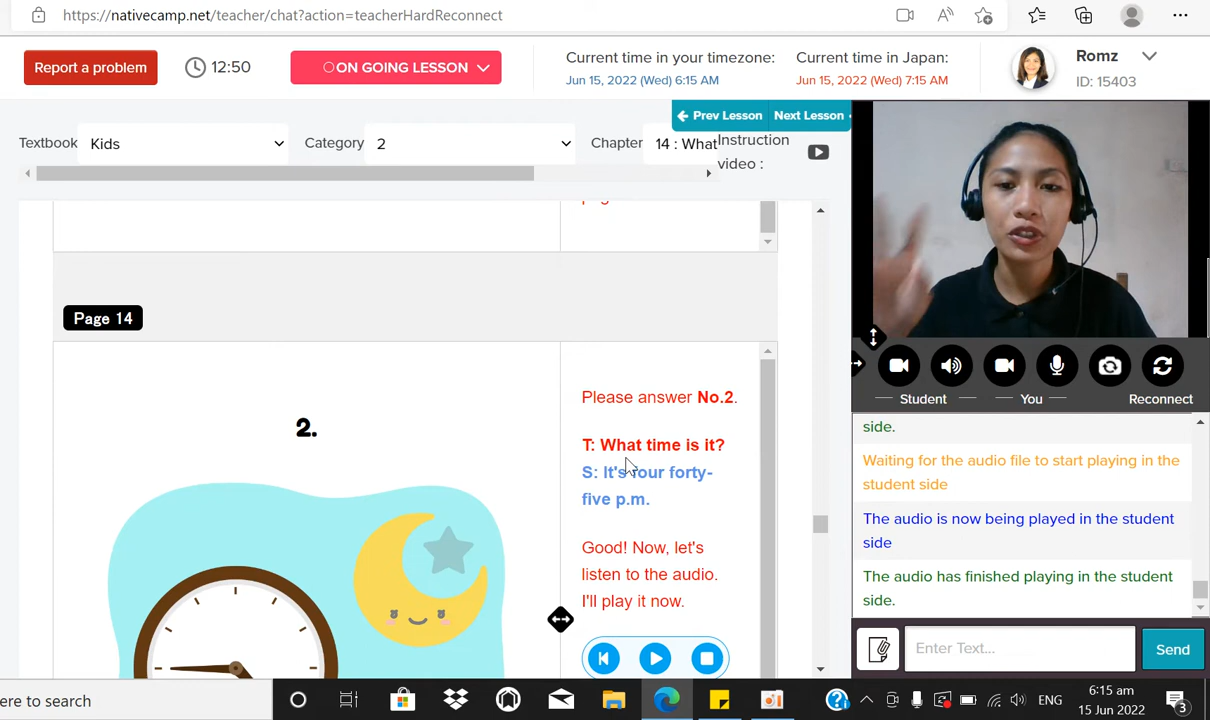 https://nativecamp.net/teacher/chat?action=teacherHardReconnect
Report a problem
12:50
ON GOING LESSON
Current time in your timezone:
Jun 15, 2022 (Wed) 6:15 AM
Current time in Japan:
Jun 15, 2022 (Wed) 7:15 AM
Romz
ID: 15403
Prev Lesson
Next Lesson
Textbook
Kids
Category
2
Chapter
14 : What
Instruction
video :
Page 14
2.
Please answer No.2.
T: What time is it?
S: It's four forty-
five p.m.
Good! Now, let's
listen to the audio.
I'll play it now.
Student
You
Reconnect
side.
Waiting for the audio file to start playing in the
student side
The audio is now being played in the student
side
The audio has finished playing in the student
side.
Enter Text...
Send
ere to search
ENG
6:15 am
15 Jun 2022
3